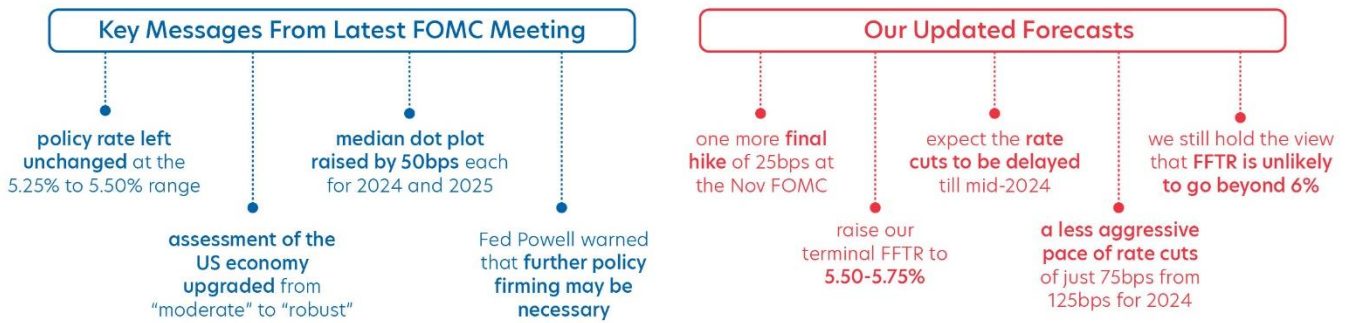 Key Messages From Latest FOMC Meeting
policy rate left
unchanged at the
5.25% to 5.50% range
assessment of the
US economy
upgraded from
“moderate” to “robust”
median dot plot
raised by 50bps each
for 2024 and 2025
Fed Powell warned
that further policy
firming may be
necessary
Our Updated Forecasts
one more final
hike of 25bps at
the Nov FOMC
raise our
terminal FFTR to
5.50-5.75%
expect the rate
cuts to be delayed
till mid-2024
a less aggressive
pace of rate cuts
of just 75bps from
125bps for 2024
we still hold the view
that FFTR is unlikely
to go beyond 6%